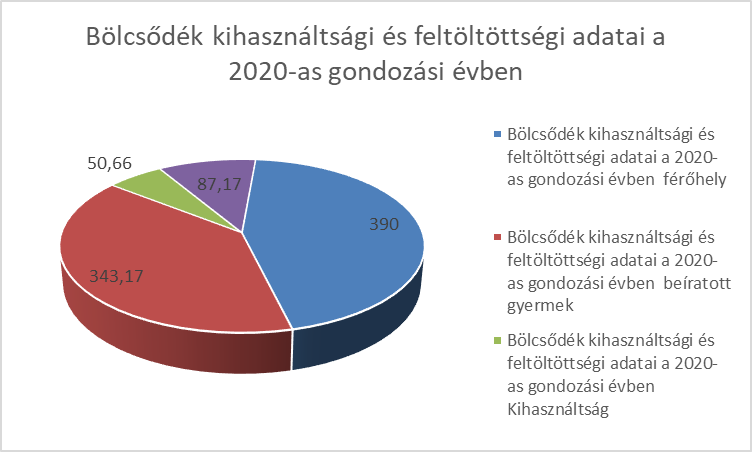 Bölcsődék kihasználtsági és feltöltöttségi adatai a
2020-as gondozási évben
50,66
87,17
390
343,17
Bölcsődék kihasználtsági és
feltöltöttségi adatai a 2020-
as gondozási évben férőhely
Bölcsődék kihasználtsági és
feltöltöttségi adatai a 2020-
as gondozási évben beíratott
gyermek
Bölcsődék kihasználtsági és
feltöltöttségi adatai a 2020-
as gondozási évben
Kihasználtság